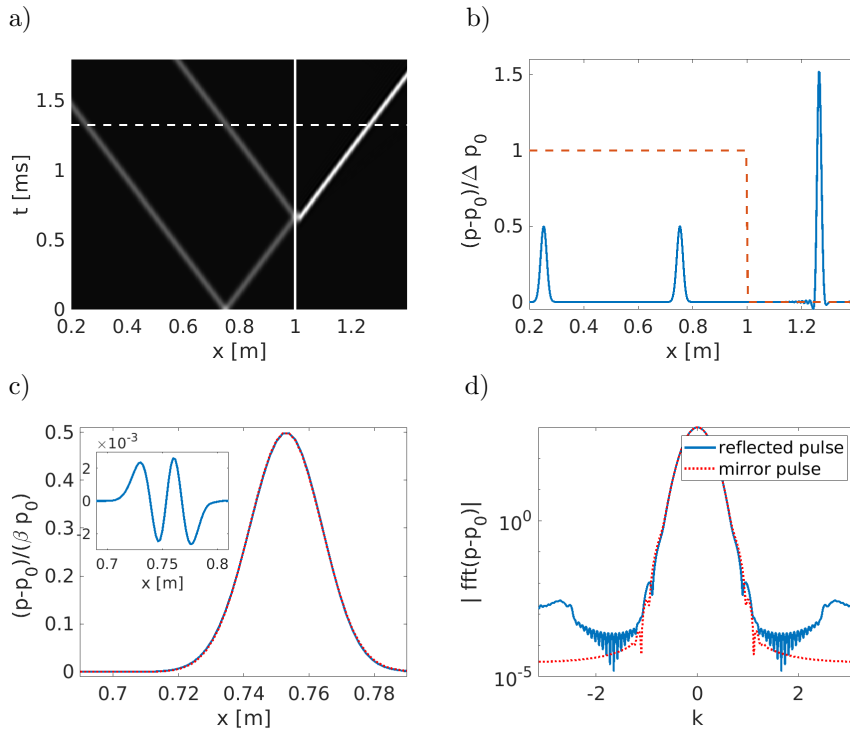 a)
t [ms]
1.5
1
0.5
0
0.2 0.4 0.6 0.8 1 1.2
x [m]
b)
(p-p₀)/Δ p₀
1.5
1
0.5
0
0.2 0.4 0.6 0.8 1 1.2
x [m]
c)
(p-p₀)/(β p₀)
0.5
0.4
0.3
0.2
0.1
0
×10⁻³
2
0
-2
0.7 0.75 0.8
x [m]
0.7 0.72 0.74 0.76 0.78
x [m]
d)
| fft(p-p₀)|
reflected pulse
mirror pulse
10⁰
10⁻⁵
-2 0 2
k